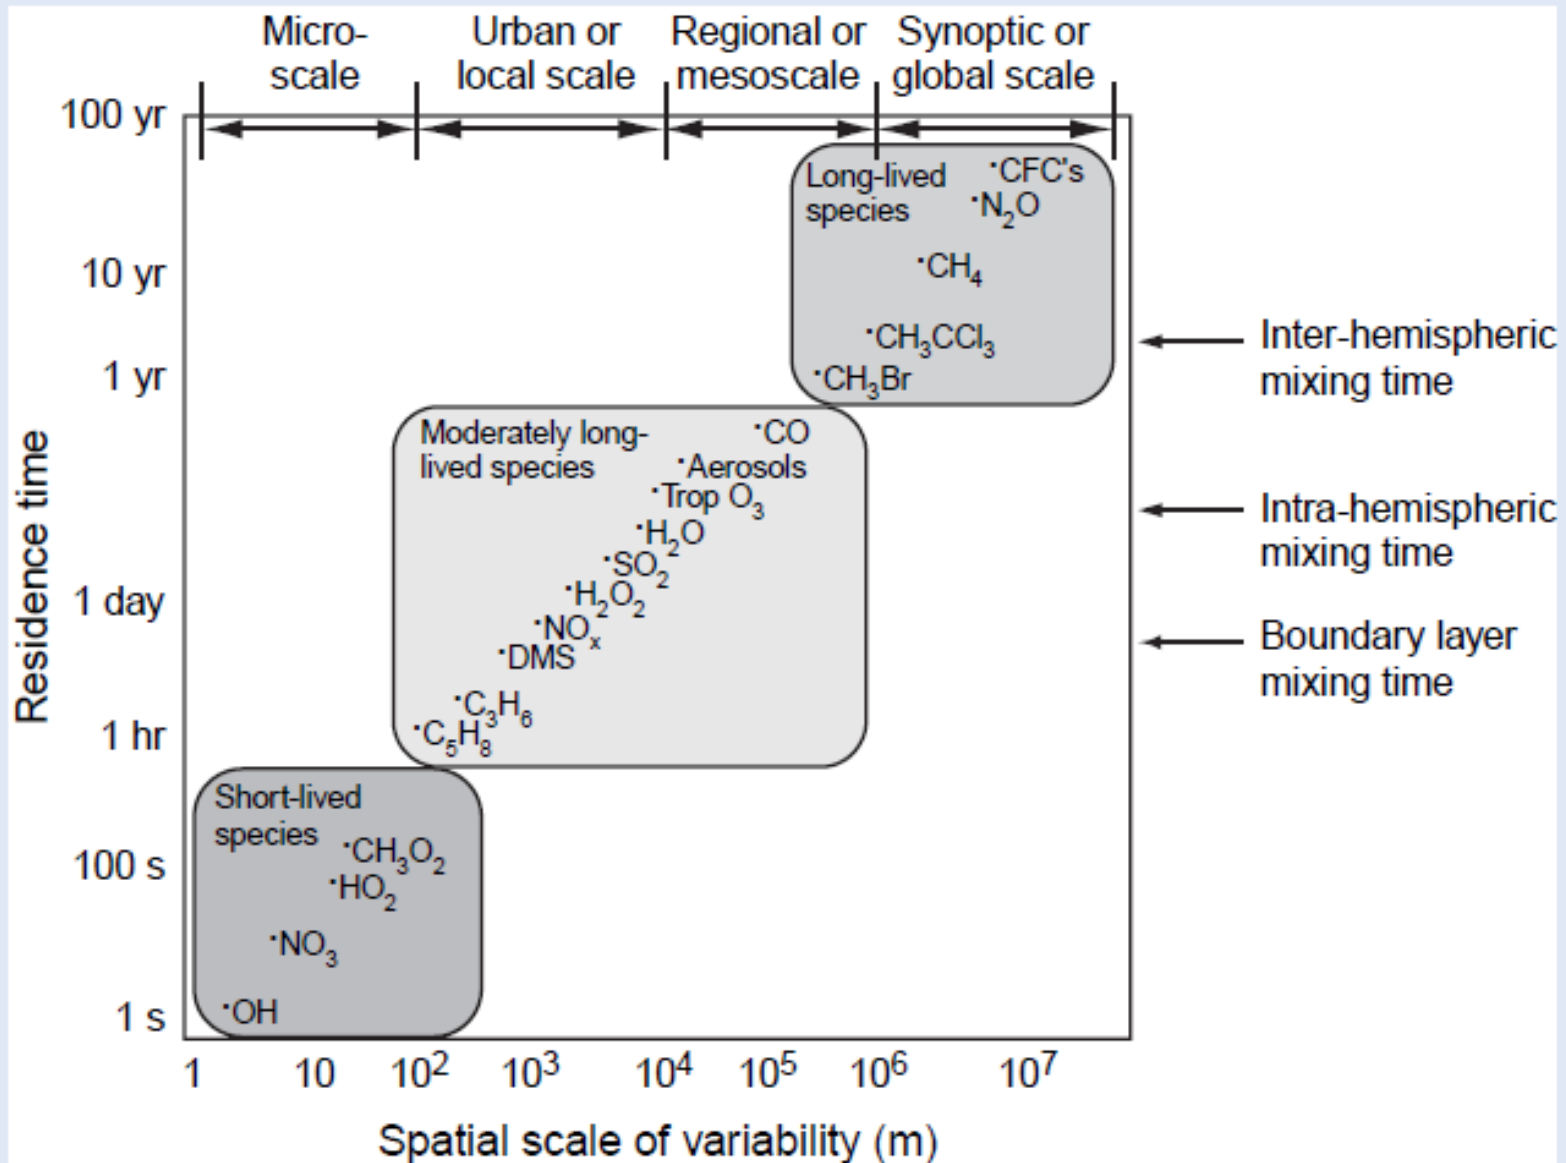 Micro-
scale
Urban or
local scale
Regional or
mesoscale
Synoptic or
global scale
100 yr
10 yr
1 yr
1 day
1 hr
100 s
1 s
Residence time
Long-lived
species
·CFC's
·N₂O
·CH₄
·CH₃CCl₃
·CH₃Br
Moderately long-
lived species
·CO
·Aerosols
·Trop O₃
·H₂O
·SO₂
·H₂O₂
·NOₓ
·DMS
·C₃H₆
·C₅H₈
Short-lived
species
·CH₃O₂
·HO₂
·NO₃
·OH
Inter-hemispheric
mixing time
Intra-hemispheric
mixing time
Boundary layer
mixing time
1 10 10² 10³ 10⁴ 10⁵ 10⁶ 10⁷
Spatial scale of variability (m)